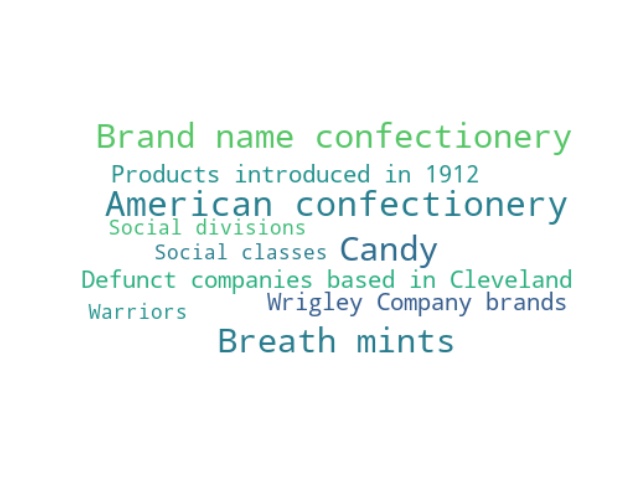 Brand name confectionery
Products introduced in 1912
American confectionery
Social divisions
Social classes
Candy
Defunct companies based in Cleveland
Wrigley Company brands
Warriors
Breath mints